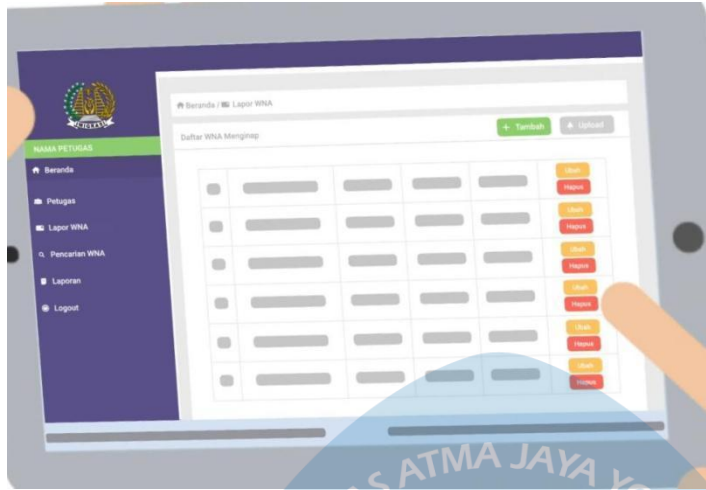 IMIGRASI
NAMA PETUGAS
Beranda
Petugas
Lapor WNA
Pencarian WNA
Laporan
Logout
Beranda / Lapor WNA
Daftar WNA Menginap
+ Tambah
Upload
Ubah
Hapus
Ubah
Hapus
Ubah
Hapus
Ubah
Hapus
Ubah
Hapus
Ubah
Hapus
ATMA JAYA